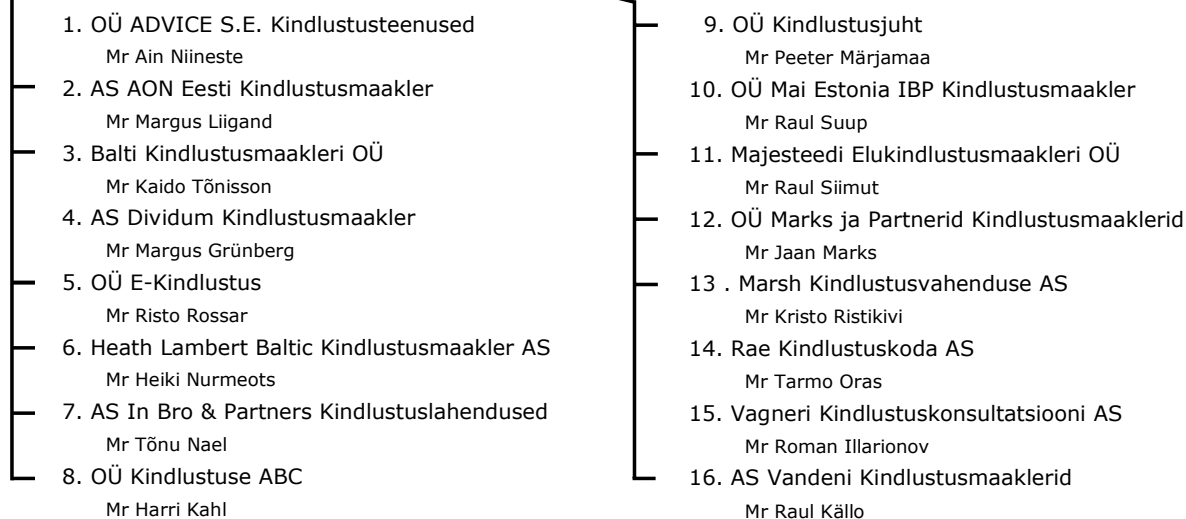 1. OÜ ADVICE S.E. Kindlustusteenused
Mr Ain Niineste
2. AS AON Eesti Kindlustusmaakler
Mr Margus Liigand
3. Balti Kindlustusmaakleri OÜ
Mr Kaido Tõnisson
4. AS Dividum Kindlustusmaakler
Mr Margus Grünberg
5. OÜ E-Kindlustus
Mr Risto Rossar
6. Heath Lambert Baltic Kindlustusmaakler AS
Mr Heiki Nurmeots
7. AS In Bro & Partners Kindlustuslahendused
Mr Tõnu Nael
8. OÜ Kindlustuse ABC
Mr Harri Kahl
9. OÜ Kindlustusjuht
Mr Peeter Märjamaa
10. OÜ Mai Estonia IBP Kindlustusmaakler
Mr Raul Suup
11. Majesteedi Elukindlustusmaakleri OÜ
Mr Raul Siimut
12. OÜ Marks ja Partnerid Kindlustusmaaklerid
Mr Jaan Marks
13 . Marsh Kindlustusvahenduse AS
Mr Kristo Ristikivi
14. Rae Kindlustuskoda AS
Mr Tarmo Oras
15. Vagneri Kindlustuskonsultatsiooni AS
Mr Roman Illarionov
16. AS Vandeni Kindlustusmaaklerid
Mr Raul Källo